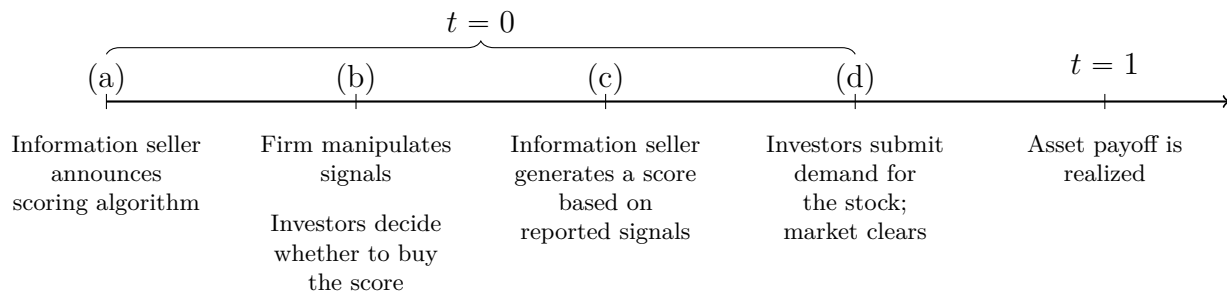 t = 0
(a)
(b)
(c)
(d)
t = 1
Information seller
announces
scoring algorithm
Firm manipulates
signals
Investors decide
whether to buy
the score
Information seller
generates a score
based on
reported signals
Investors submit
demand for
the stock;
market clears
Asset payoff is
realized